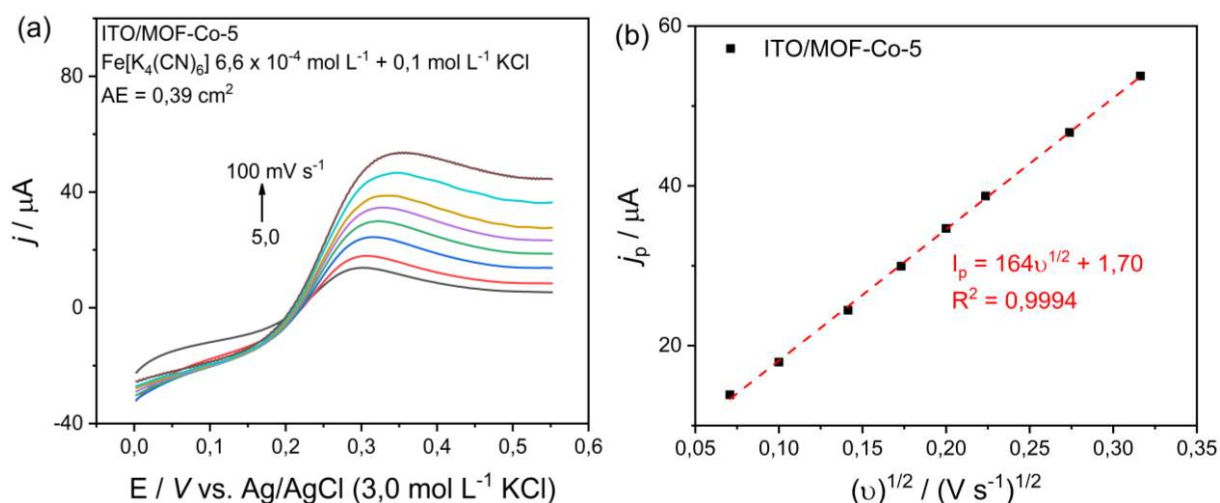 (a)
ITO/MOF-Co-5
Fe[K₄(CN)₆] 6,6 x 10⁻⁴ mol L⁻¹ + 0,1 mol L⁻¹ KCl
AE = 0,39 cm²
100 mV s⁻¹
5,0
80
40
0
-40
j / μA
0,0 0,1 0,2 0,3 0,4 0,5 0,6
E / V vs. Ag/AgCl (3,0 mol L⁻¹ KCl)
(b)
ITO/MOF-Co-5
60
40
20
jₚ / μA
Iₚ = 164υ¹/² + 1,70
R² = 0,9994
0,05 0,10 0,15 0,20 0,25 0,30 0,35
(υ)¹/² / (V s⁻¹)¹/²